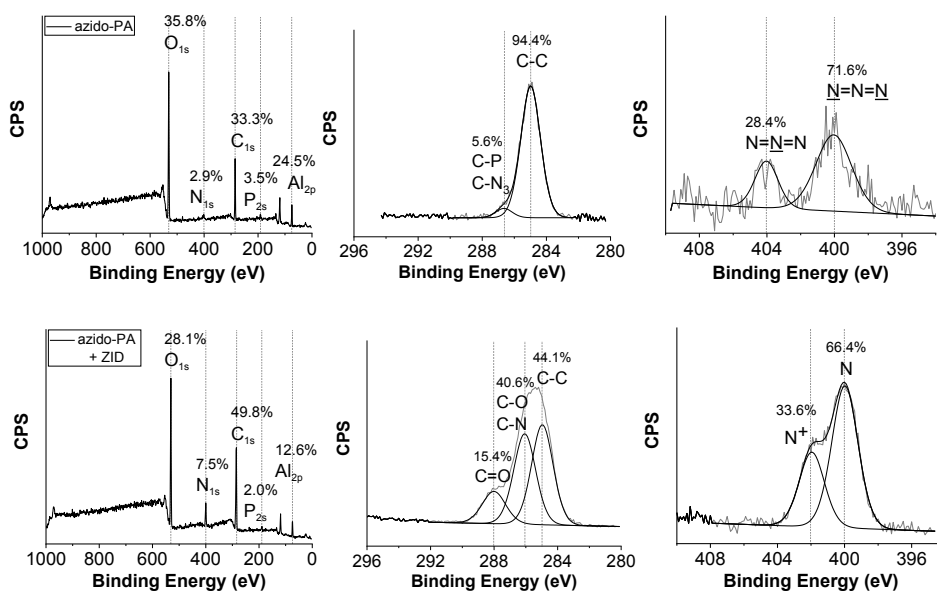 azido-PA
35.8%
O1s
2.9%
N1s
33.3%
C1s
3.5%
P2s
24.5%
Al2p
CPS
1000 800 600 400 200 0
Binding Energy (eV)
94.4%
C-C
5.6%
C-P
C-N3
CPS
296 292 288 284 280
Binding Energy (eV)
71.6%
N=N=N
28.4%
N=N=N
CPS
408 404 400 396
Binding Energy (eV)
azido-PA
+ ZID
28.1%
O1s
7.5%
N1s
49.8%
C1s
2.0%
P2s
12.6%
Al2p
CPS
1000 800 600 400 200 0
Binding Energy (eV)
44.1%
C-C
40.6%
C-O
C-N
15.4%
C=O
CPS
296 292 288 284 280
Binding Energy (eV)
66.4%
N
33.6%
N+
CPS
408 404 400 396
Binding Energy (eV)